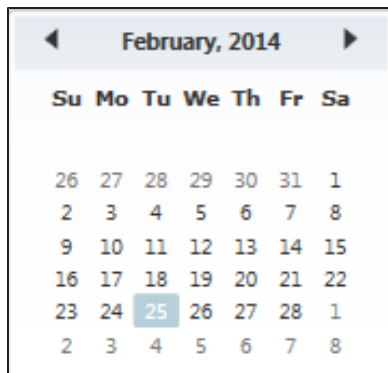 February, 2014
Su Mo Tu We Th Fr Sa
26 27 28 29 30 31 1
2 3 4 5 6 7 8
9 10 11 12 13 14 15
16 17 18 19 20 21 22
23 24 25 26 27 28 1
2 3 4 5 6 7 8